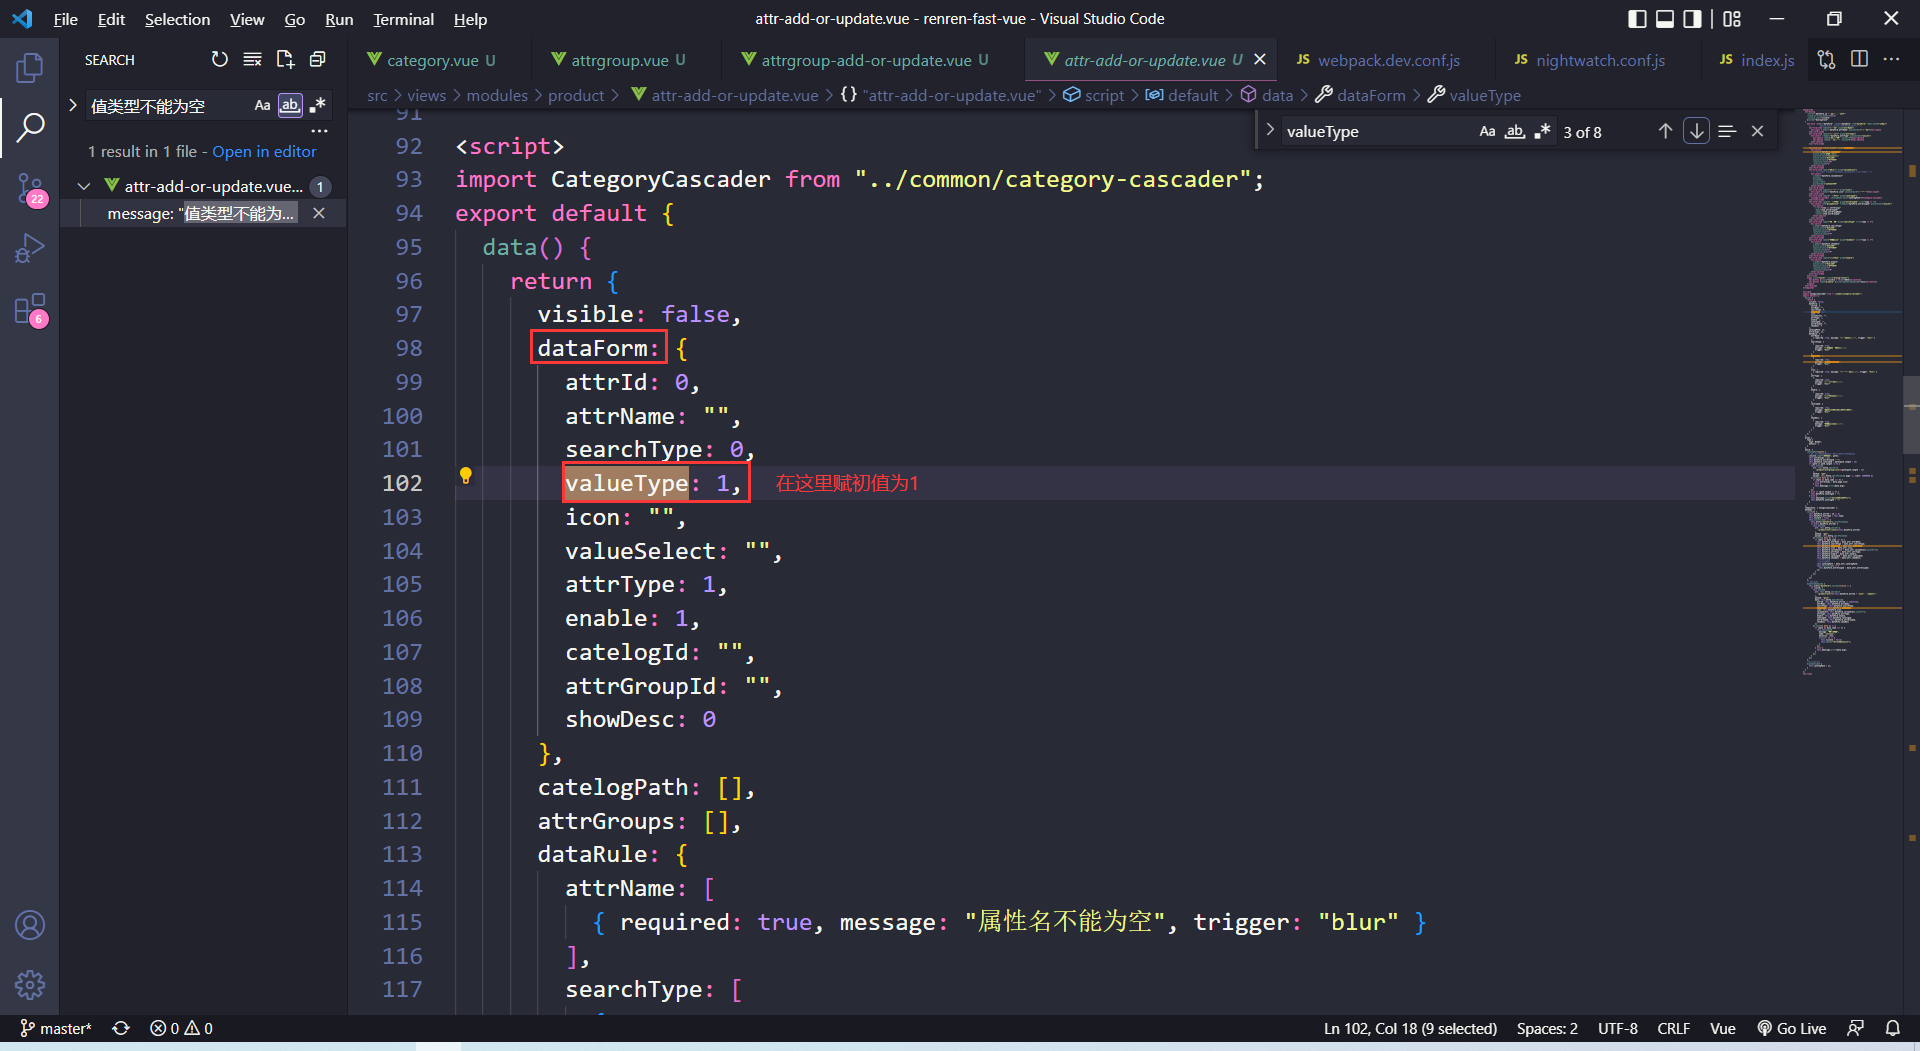 File Edit Selection View Go Run Terminal Help
attr-add-or-update.vue - renren-fast-vue - Visual Studio Code
SEARCH
值类型不能为空 Aa ab
1 result in 1 file - Open in editor
attr-add-or-update.vue... 1
message: "值类型不能为...
22
6
category.vue U
attrgroup.vue U
attrgroup-add-or-update.vue U
attr-add-or-update.vue U
JS webpack.dev.conf.js
JS nightwatch.conf.js
JS index.js
src > views > modules > product > attr-add-or-update.vue > {} "attr-add-or-update.vue" > script > default > data > dataForm > valueType
valueType Aa ab 3 of 8
91
92 <script>
93 import CategoryCascader from "../common/category-cascader";
94 export default {
95 data() {
96 return {
97 visible: false,
98 dataForm: {
99 attrId: 0,
100 attrName: "",
101 searchType: 0,
102 valueType: 1, 在这里赋初值为1
103 icon: "",
104 valueSelect: "",
105 attrType: 1,
106 enable: 1,
107 catelogId: "",
108 attrGroupId: "",
109 showDesc: 0
110 },
111 catelogPath: [],
112 attrGroups: [],
113 dataRule: {
114 attrName: [
115 { required: true, message: "属性名不能为空", trigger: "blur" }
116 ],
117 searchType: [
master* 0 0
Ln 102, Col 18 (9 selected) Spaces: 2 UTF-8 CRLF Vue Go Live